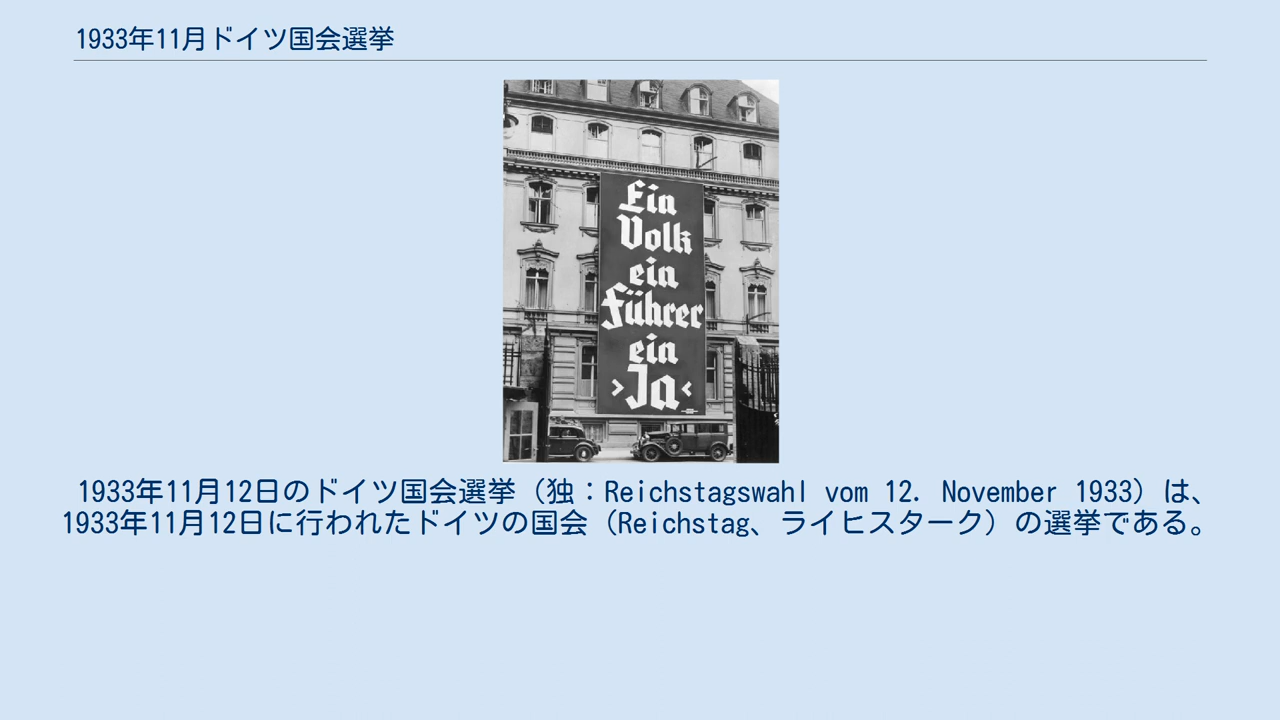 1933年11月ドイツ国会選挙
Ein
Volk
ein
Führer
ein
>Ja<
1933年11月12日のドイツ国会選挙（独：Reichstagswahl vom 12. November 1933）は、
1933年11月12日に行われたドイツの国会（Reichstag、ライヒスターク）の選挙である。